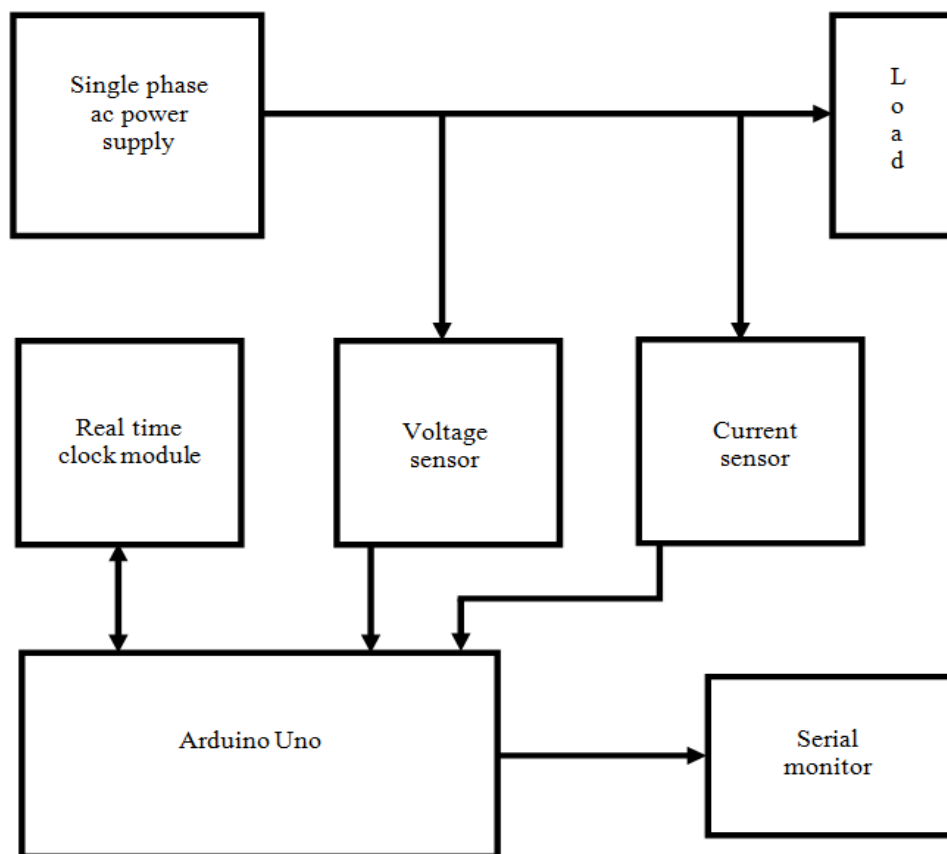 Single phase
ac power
supply
L
o
a
d
Real time
clock module
Voltage
sensor
Current
sensor
Arduino Uno
Serial
monitor